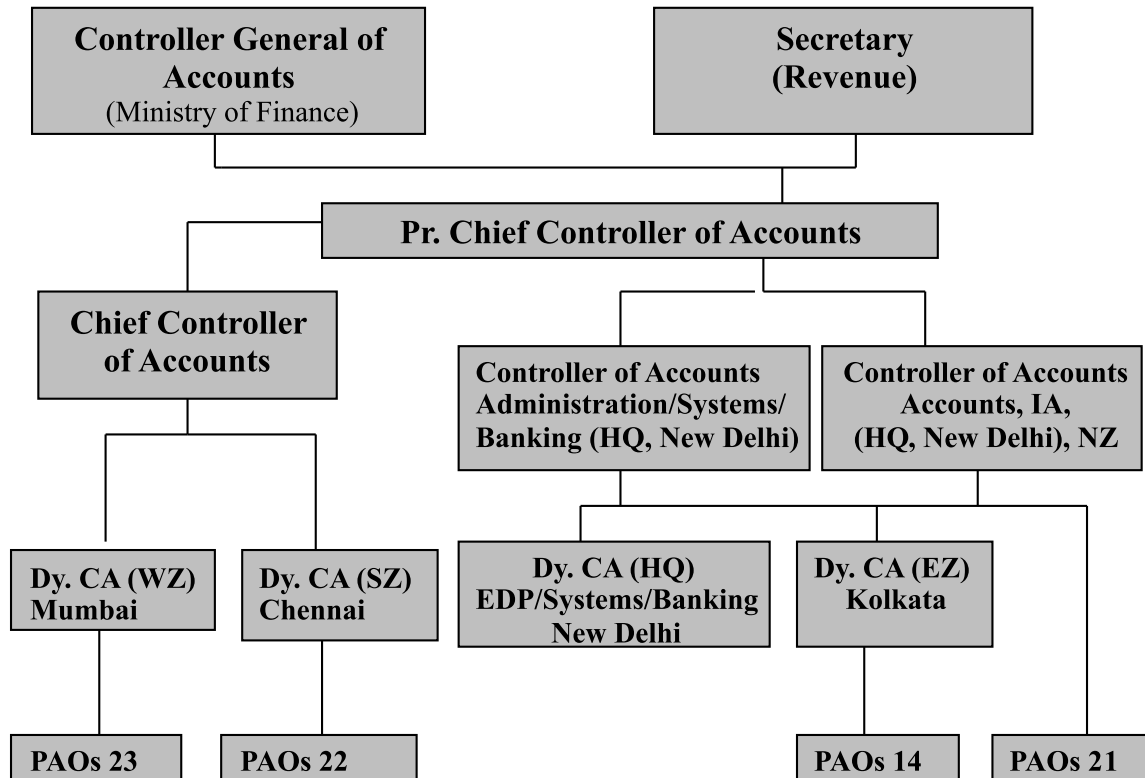 Controller General of
Accounts
(Ministry of Finance)
Secretary
(Revenue)
Pr. Chief Controller of Accounts
Chief Controller
of Accounts
Controller of Accounts
Administration/Systems/
Banking (HQ, New Delhi)
Controller of Accounts
Accounts, IA,
(HQ, New Delhi), NZ
Dy. CA (WZ)
Mumbai
Dy. CA (SZ)
Chennai
Dy. CA (HQ)
EDP/Systems/Banking
New Delhi
Dy. CA (EZ)
Kolkata
PAOs 23
PAOs 22
PAOs 14
PAOs 21